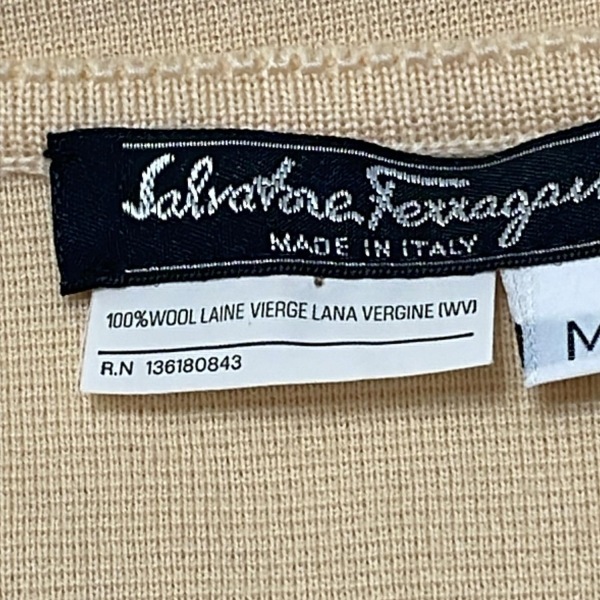 Salvatore Ferragam
MADE IN ITALY
100%WOOL LAINE VIERGE LANA VERGINE (WV)
R.N 136180843
M